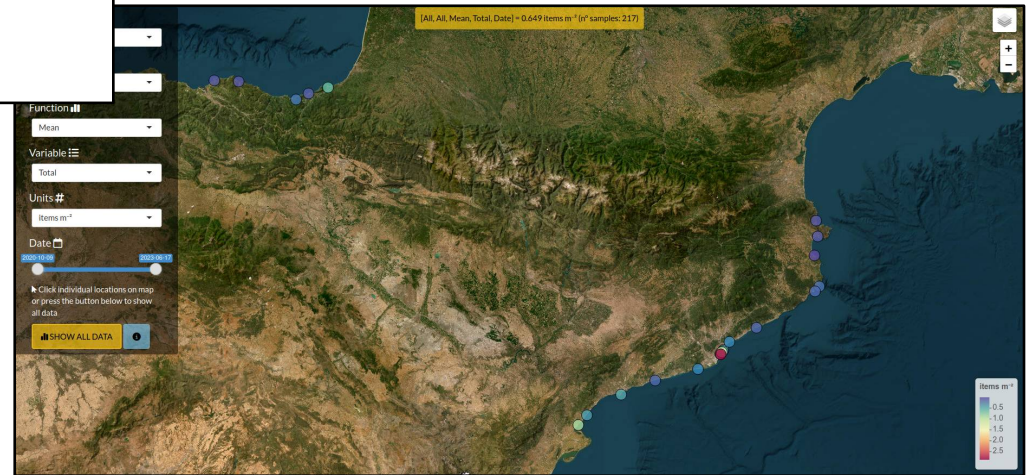 [All, All, Mean, Total, Date] = 0.649 items m⁻² (n° samples: 217)
+
−
Function
Mean
Variable
Total
Units #
items m⁻²
Date
2020-10-09 2023-06-17
Click individual locations on map
or press the button below to show
all data
SHOW ALL DATA
items m⁻²
0.5
1.0
1.5
2.0
2.5